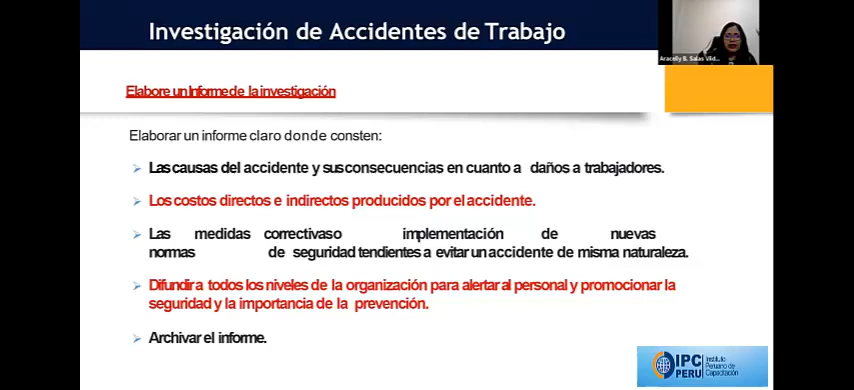 Investigación de Accidentes de Trabajo
Aracelly B. Salas Vild...
Elabore un Informe de la investigación
Elaborar un informe claro donde consten:
Las causas del accidente y sus consecuencias en cuanto a daños a trabajadores.
Los costos directos e indirectos producidos por el accidente.
Las medidas correctivas o implementación de nuevas
normas de seguridad tendientes a evitar un accidente de misma naturaleza.
Difundir a todos los niveles de la organización para alertar al personal y promocionar la
seguridad y la importancia de la prevención.
Archivar el informe.
IPC
PERU
Instituto
Peruano de
Capacitación